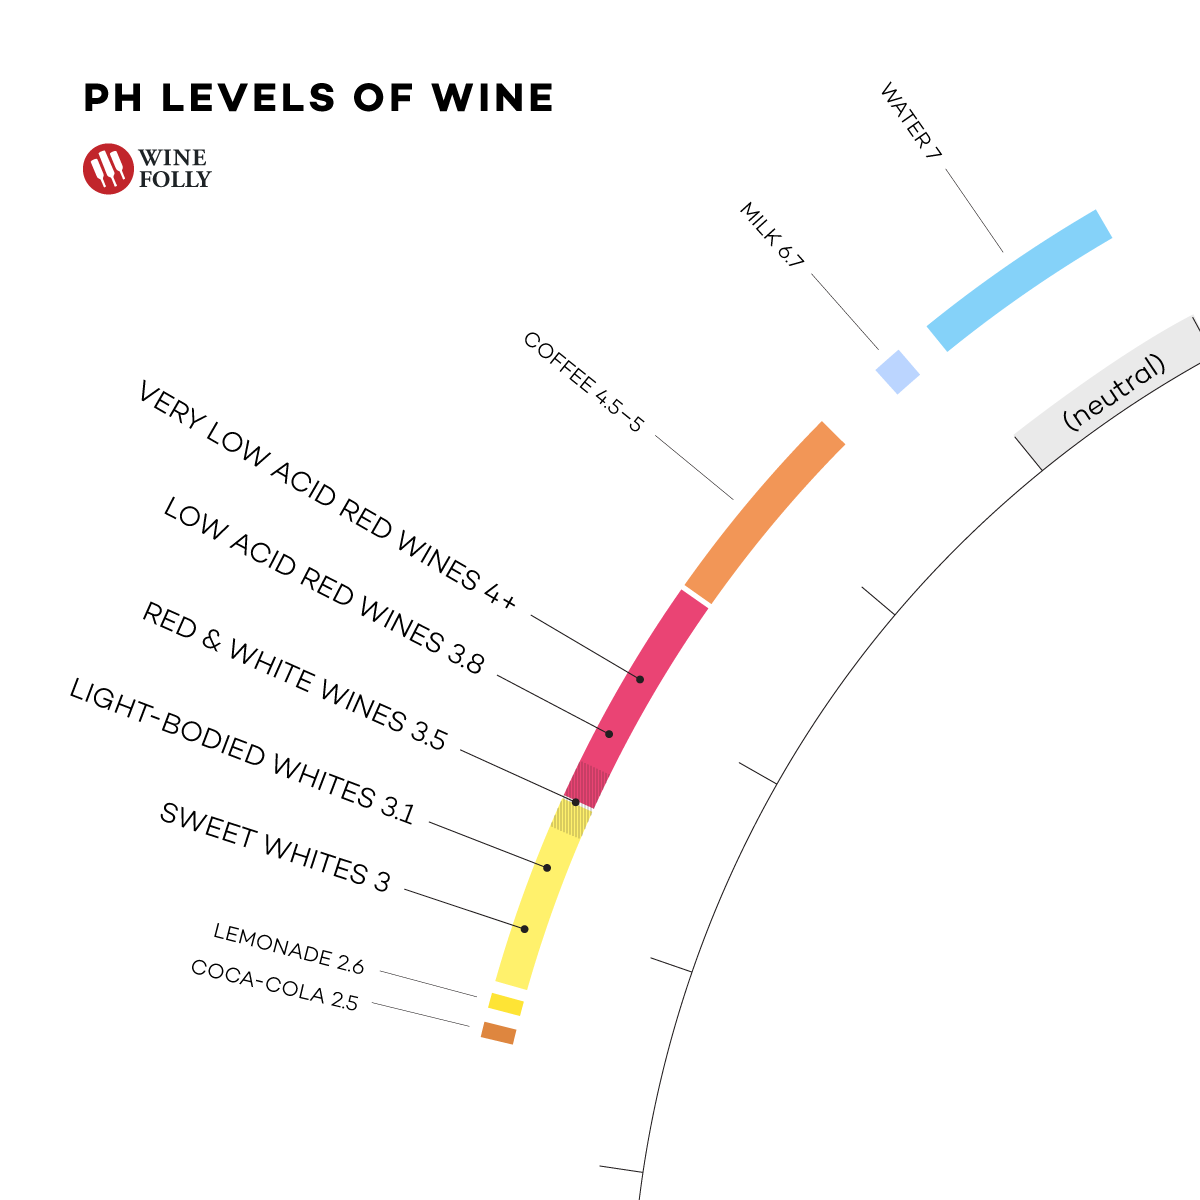 PH LEVELS OF WINE
WINE
FOLLY
WATER 7
MILK 6.7
COFFEE 4.5–5
(neutral)
VERY LOW ACID RED WINES 4+
LOW ACID RED WINES 3.8
RED & WHITE WINES 3.5
LIGHT-BODIED WHITES 3.1
SWEET WHITES 3
LEMONADE 2.6
COCA-COLA 2.5